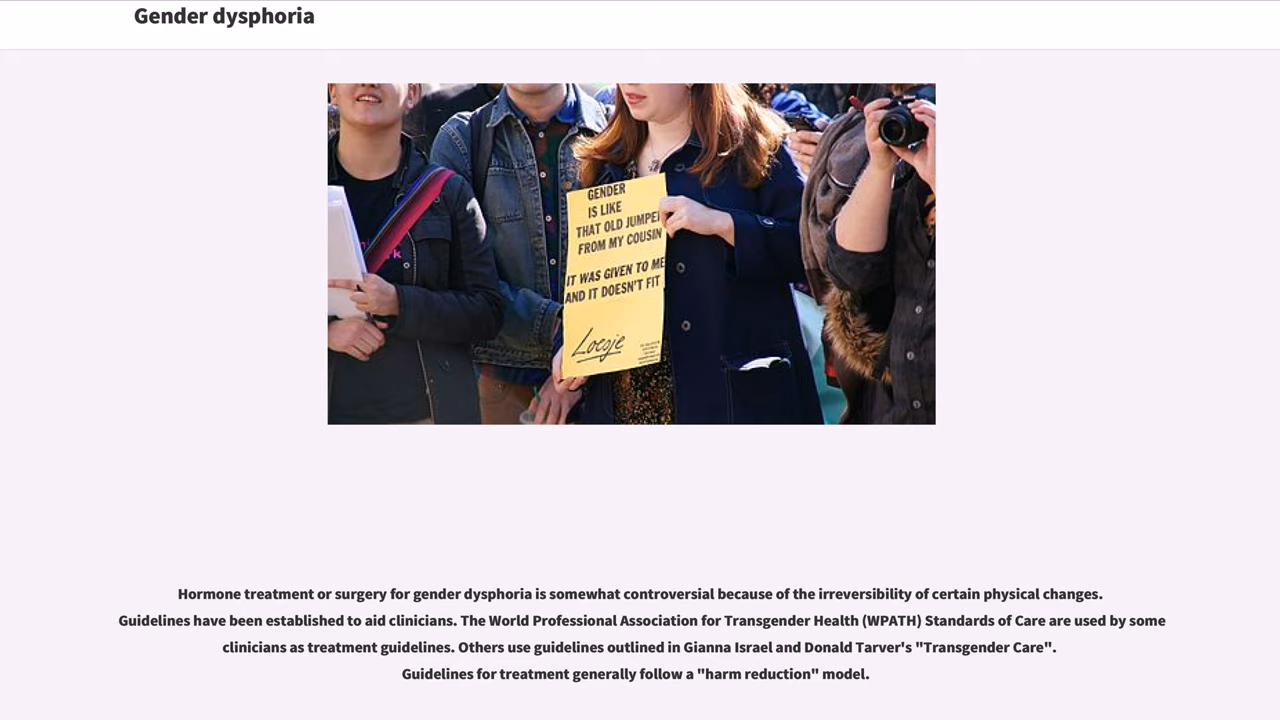 Gender dysphoria
GENDER
IS LIKE
THAT OLD JUMPER
FROM MY COUSIN
IT WAS GIVEN TO ME
AND IT DOESN'T FIT
Loesje
Hormone treatment or surgery for gender dysphoria is somewhat controversial because of the irreversibility of certain physical changes.
Guidelines have been established to aid clinicians. The World Professional Association for Transgender Health (WPATH) Standards of Care are used by some
clinicians as treatment guidelines. Others use guidelines outlined in Gianna Israel and Donald Tarver's "Transgender Care".
Guidelines for treatment generally follow a "harm reduction" model.